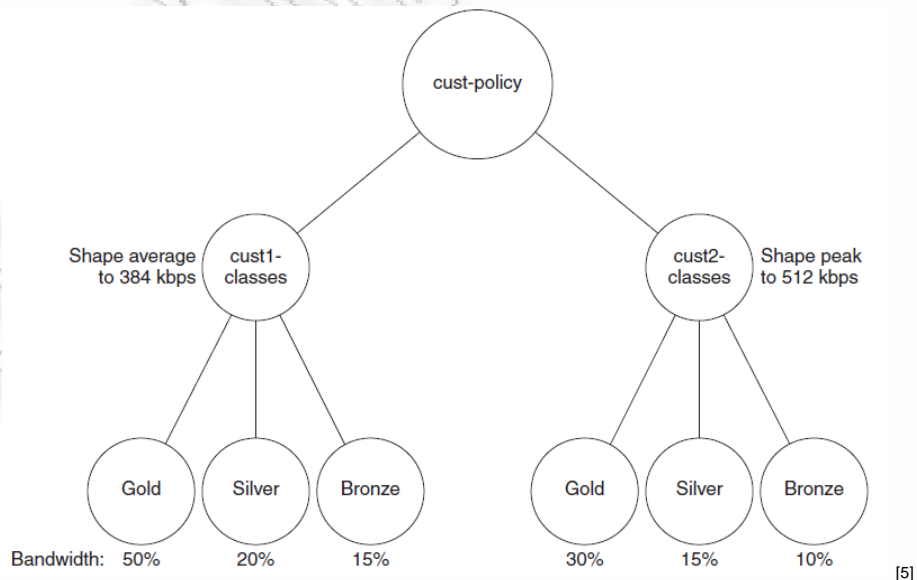 cust-policy
Shape average
to 384 kbps
cust1-
classes
cust2-
classes
Shape peak
to 512 kbps
Gold
Silver
Bronze
Gold
Silver
Bronze
Bandwidth: 50% 20% 15% 30% 15% 10%
[5]